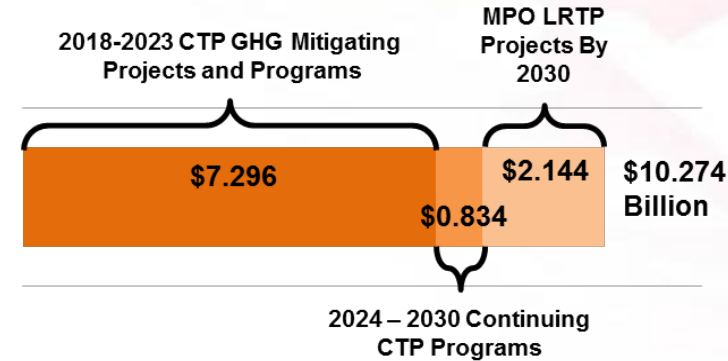 2018-2023 CTP GHG Mitigating
Projects and Programs
MPO LRTP
Projects By
2030
$7.296
$0.834
$2.144
$10.274
Billion
2024 – 2030 Continuing
CTP Programs